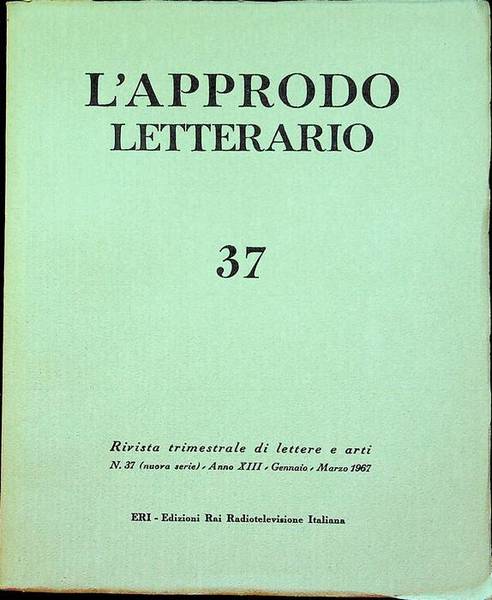 L'APPRODO
LETTERARIO
37
Rivista trimestrale di lettere e arti
N. 37 (nuova serie) - Anno XIII - Gennaio - Marzo 1967
ERI - Edizioni Rai Radiotelevisione Italiana